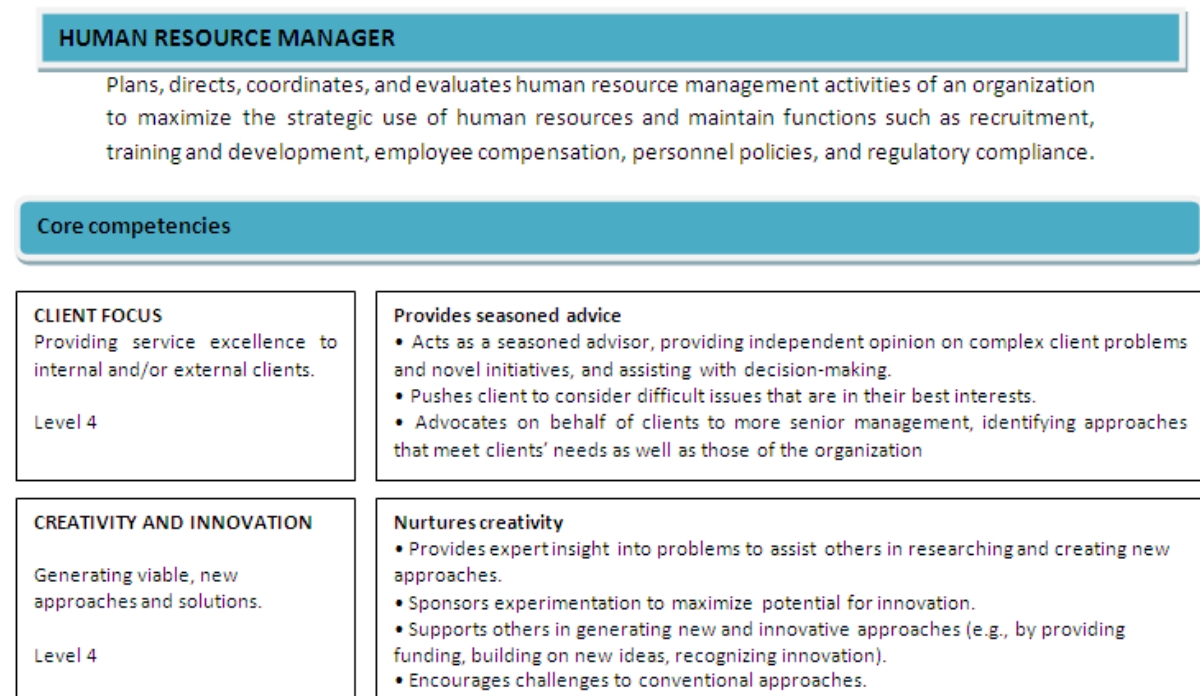 HUMAN RESOURCE MANAGER
Plans, directs, coordinates, and evaluates human resource management activities of an organization
to maximize the strategic use of human resources and maintain functions such as recruitment,
training and development, employee compensation, personnel policies, and regulatory compliance.
Core competencies
CLIENT FOCUS
Providing service excellence to
internal and/or external clients.
Level 4
Provides seasoned advice
• Acts as a seasoned advisor, providing independent opinion on complex client problems
and novel initiatives, and assisting with decision-making.
• Pushes client to consider difficult issues that are in their best interests.
• Advocates on behalf of clients to more senior management, identifying approaches
that meet clients’ needs as well as those of the organization
CREATIVITY AND INNOVATION
Generating viable, new
approaches and solutions.
Level 4
Nurtures creativity
• Provides expert insight into problems to assist others in researching and creating new
approaches.
• Sponsors experimentation to maximize potential for innovation.
• Supports others in generating new and innovative approaches (e.g., by providing
funding, building on new ideas, recognizing innovation).
• Encourages challenges to conventional approaches.